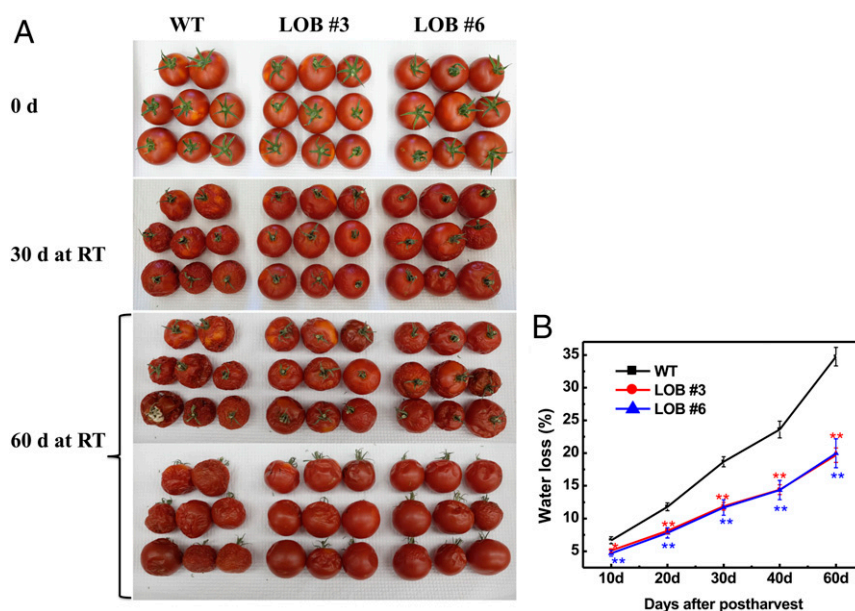 A
WT LOB #3 LOB #6
0 d
30 d at RT
60 d at RT
B
35
30
25
20
15
10
5
Water loss (%)
WT
LOB #3
LOB #6
** 
** ** **
* **
** ** ** ** **
10d 20d 30d 40d 60d
Days after postharvest